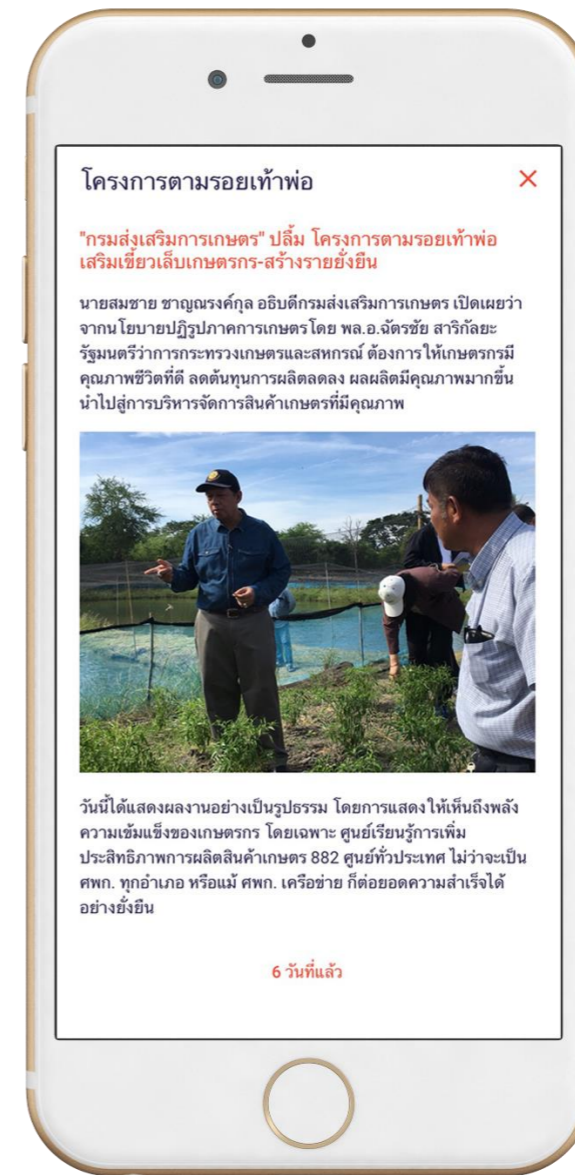 โครงการตามรอยเท้าพ่อ
"กรมส่งเสริมการเกษตร" ปลื้ม โครงการตามรอยเท้าพ่อ
เสริมเขี้ยวเล็บเกษตรกร-สร้างรายยั่งยืน
นายสมชาย ชาญณรงค์กุล อธิบดีกรมส่งเสริมการเกษตร เปิดเผยว่า
จากนโยบายปฏิรูปภาคการเกษตรโดย พล.อ.ฉัตรชัย สาริกัลยะ
รัฐมนตรีว่าการกระทรวงเกษตรและสหกรณ์ ต้องการให้เกษตรกรมี
คุณภาพชีวิตที่ดี ลดต้นทุนการผลิตลดลง ผลผลิตมีคุณภาพมากขึ้น
นำไปสู่การบริหารจัดการสินค้าเกษตรที่มีคุณภาพ
วันนี้ได้แสดงผลงานอย่างเป็นรูปธรรม โดยการแสดงให้เห็นถึงพลัง
ความเข้มแข็งของเกษตรกร โดยเฉพาะ ศูนย์เรียนรู้การเพิ่ม
ประสิทธิภาพการผลิตสินค้าเกษตร 882 ศูนย์ทั่วประเทศ ไม่ว่าจะเป็น
ศพก. ทุกอำเภอ หรือแม้ ศพก. เครือข่าย ก็ต่อยอดความสำเร็จได้
อย่างยั่งยืน
6 วันที่แล้ว